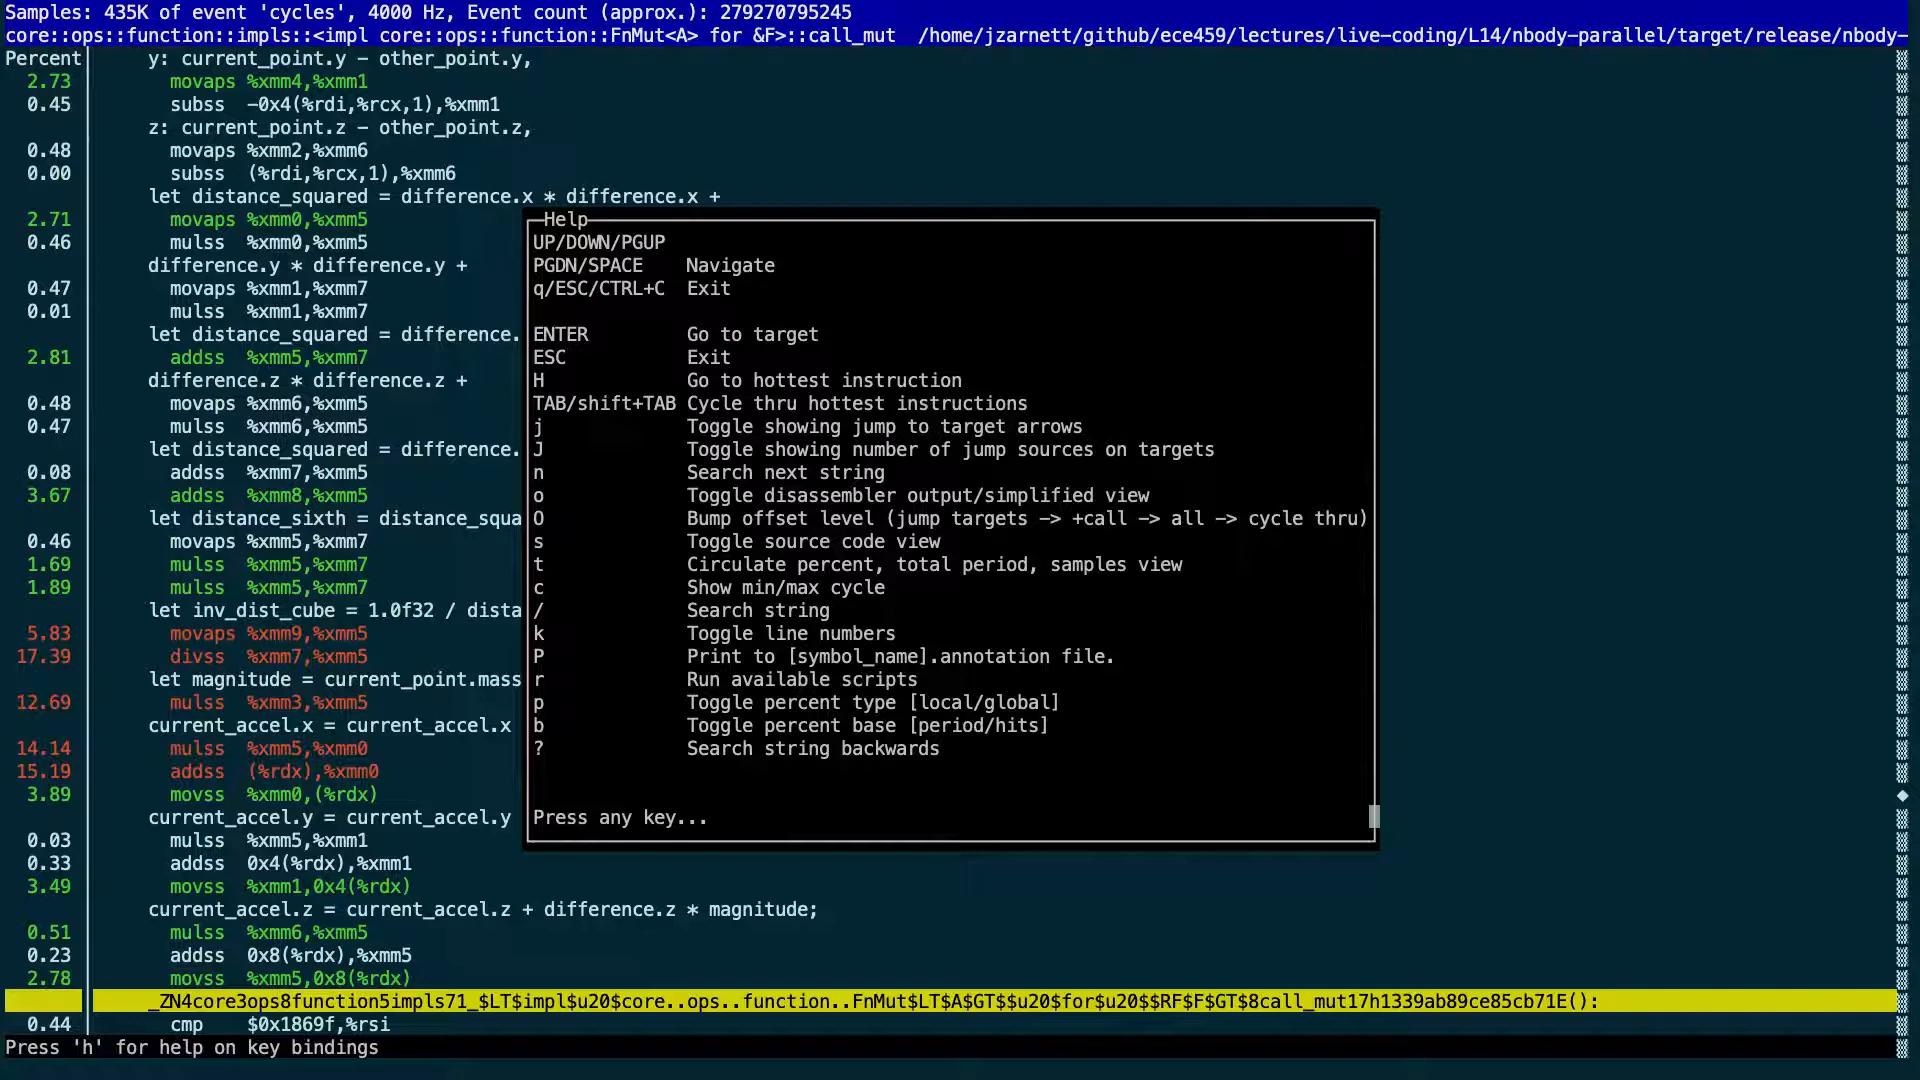 Samples: 435K of event 'cycles', 4000 Hz, Event count (approx.): 279270795245
core::ops::function::impls::<impl core::ops::function::FnMut<A> for &F>::call_mut  /home/jzarnett/github/ece459/lectures/live-coding/L14/nbody-parallel/target/release/nbody-
Percent      y: current_point.y - other_point.y,
2.73  movaps %xmm4,%xmm1
0.45  subss  -0x4(%rdi,%rcx,1),%xmm1
z: current_point.z - other_point.z,
0.48  movaps %xmm2,%xmm6
0.00  subss  (%rdi,%rcx,1),%xmm6
let distance_squared = difference.x * difference.x +
2.71  movaps %xmm0,%xmm5
0.46  mulss  %xmm0,%xmm5
difference.y * difference.y +
0.47  movaps %xmm1,%xmm7
0.01  mulss  %xmm1,%xmm7
let distance_squared = difference.
2.81  addss  %xmm5,%xmm7
difference.z * difference.z +
0.48  movaps %xmm6,%xmm5
0.47  mulss  %xmm6,%xmm5
let distance_squared = difference.
0.08  addss  %xmm7,%xmm5
3.67  addss  %xmm8,%xmm5
let distance_sixth = distance_squa
0.46  movaps %xmm5,%xmm7
1.69  mulss  %xmm5,%xmm7
1.89  mulss  %xmm5,%xmm7
let inv_dist_cube = 1.0f32 / dista
5.83  movaps %xmm9,%xmm5
17.39  divss  %xmm7,%xmm5
let magnitude = current_point.mass
12.69  mulss  %xmm3,%xmm5
current_accel.x = current_accel.x
14.14  mulss  %xmm5,%xmm0
15.19  addss  (%rdx),%xmm0
3.89  movss  %xmm0,(%rdx)
current_accel.y = current_accel.y
0.03  mulss  %xmm5,%xmm1
0.33  addss  0x4(%rdx),%xmm1
3.49  movss  %xmm1,0x4(%rdx)
current_accel.z = current_accel.z + difference.z * magnitude;
0.51  mulss  %xmm6,%xmm5
0.23  addss  0x8(%rdx),%xmm5
2.78  movss  %xmm5,0x8(%rdx)
_ZN4core3ops8function5impls71_$LT$impl$u20$core..ops..function..FnMut$LT$A$GT$$u20$for$u20$$RF$F$GT$8call_mut17h1339ab89ce85cb71E():
0.44  cmp    $0x1869f,%rsi
Help
UP/DOWN/PGUP
PGDN/SPACE    Navigate
q/ESC/CTRL+C  Exit
ENTER         Go to target
ESC           Exit
H             Go to hottest instruction
TAB/shift+TAB Cycle thru hottest instructions
j             Toggle showing jump to target arrows
J             Toggle showing number of jump sources on targets
n             Search next string
o             Toggle disassembler output/simplified view
O             Bump offset level (jump targets -> +call -> all -> cycle thru)
s             Toggle source code view
t             Circulate percent, total period, samples view
c             Show min/max cycle
/             Search string
k             Toggle line numbers
P             Print to [symbol_name].annotation file.
r             Run available scripts
p             Toggle percent type [local/global]
b             Toggle percent base [period/hits]
?             Search string backwards
Press any key...
Press 'h' for help on key bindings